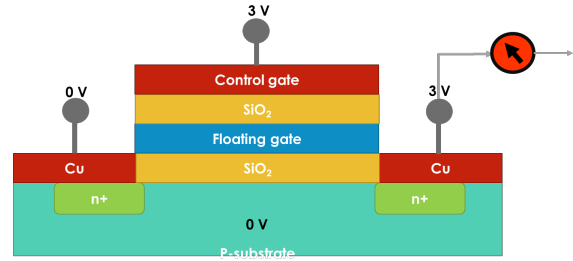 3 V
Control gate
0 V
3 V
SiO₂
Floating gate
Cu
SiO₂
Cu
n+
n+
0 V
P-substrate